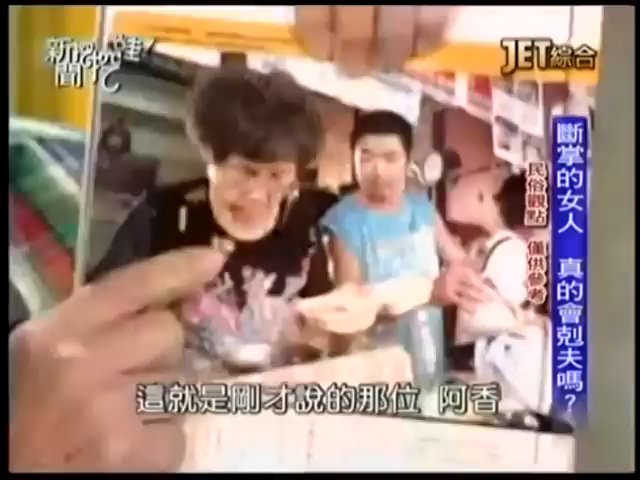 新聞挖挖哇!
JET綜合
斷掌的女人 真的會剋夫嗎?
民俗觀點 僅供參考
這就是剛才說的那位 阿香